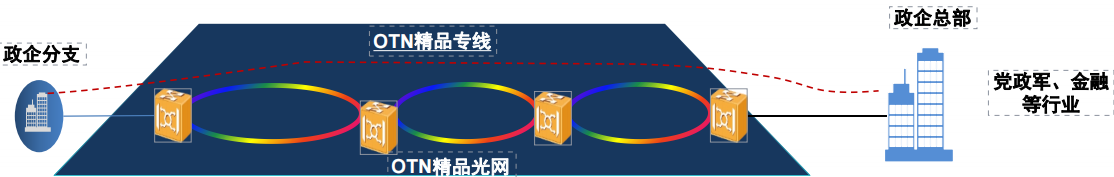 政企总部
OTN精品专线
政企分支
党政军、金融
等行业
OTN精品光网